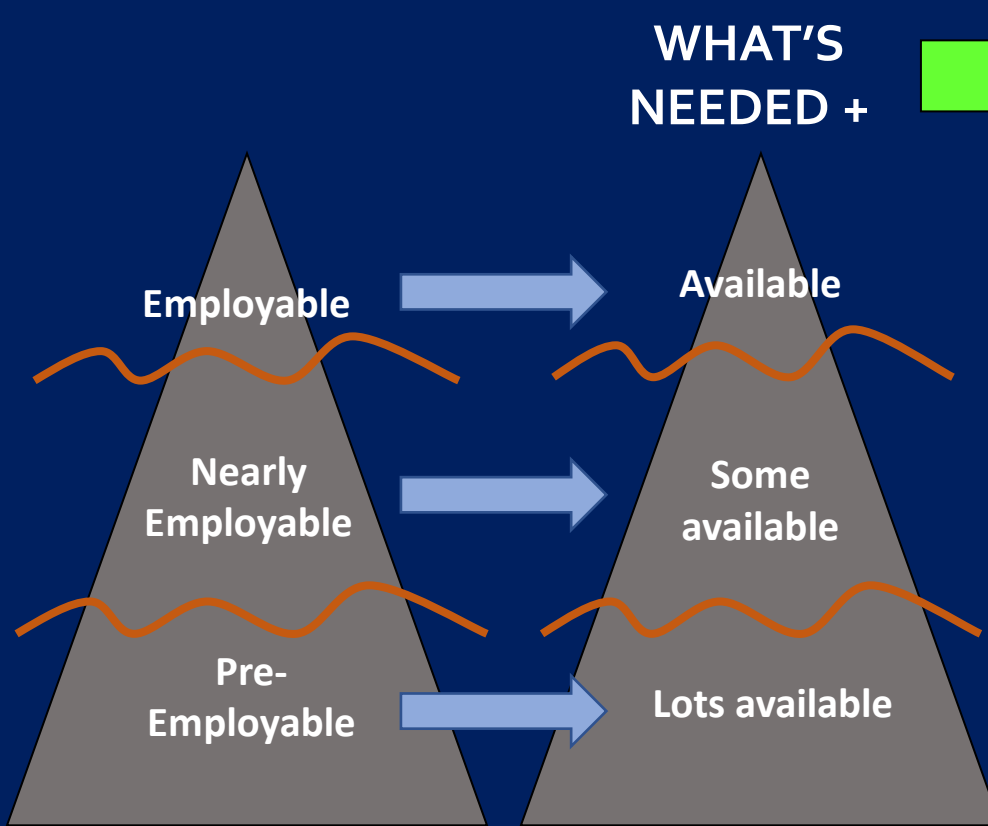 WHAT'S
NEEDED +
Employable
Available
Nearly
Employable
Some
available
Pre-
Employable
Lots available